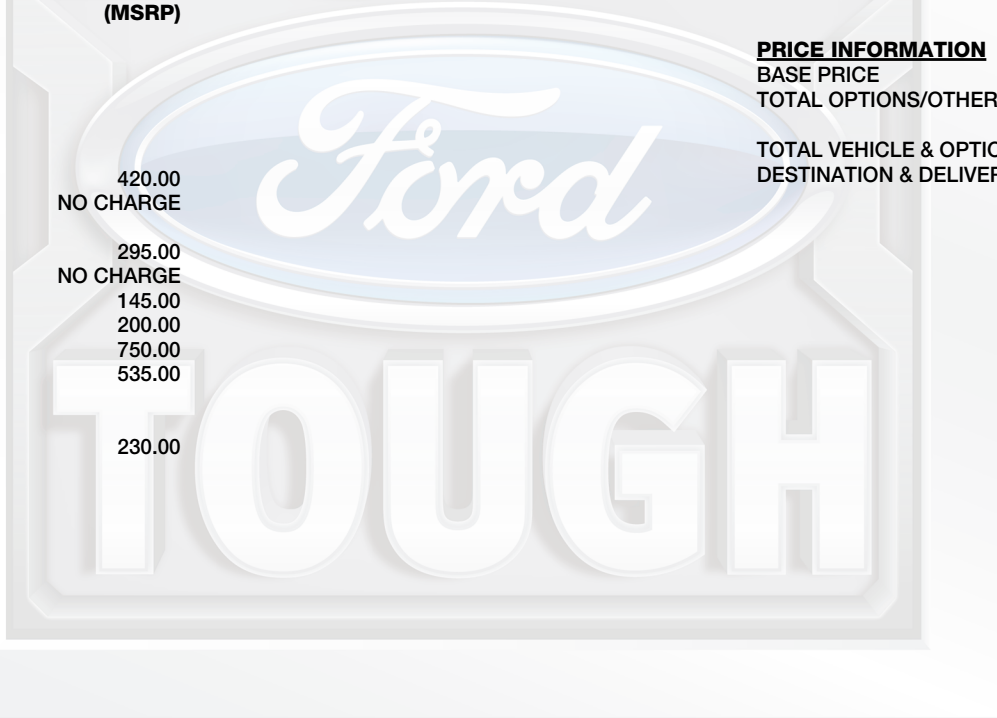 (MSRP)
420.00
NO CHARGE
295.00
NO CHARGE
145.00
200.00
750.00
535.00
230.00
PRICE INFORMATION
BASE PRICE
TOTAL OPTIONS/OTHER
TOTAL VEHICLE & OPTIO
DESTINATION & DELIVER
Ford
TOUGH